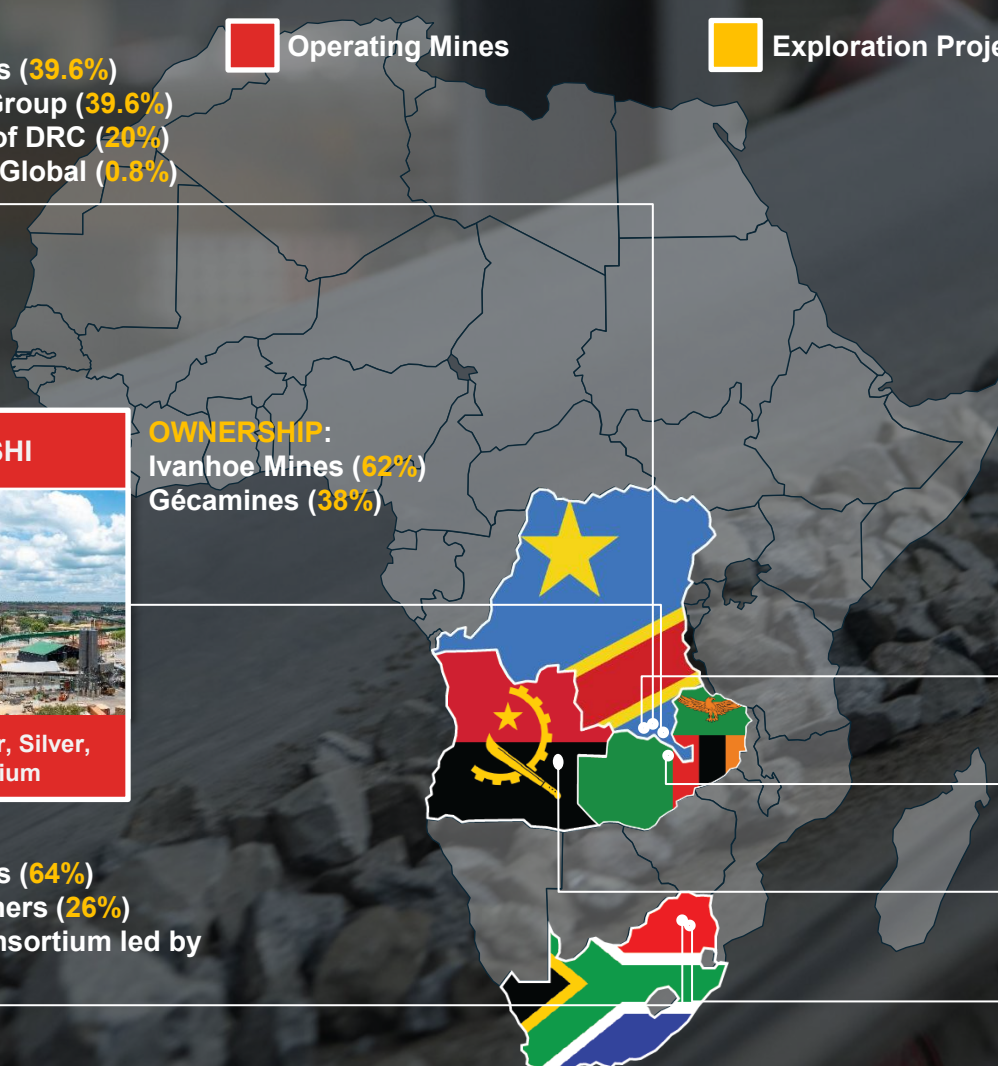 Operating Mines
Exploration Proje
s (39.6%)
Group (39.6%)
of DRC (20%)
Global (0.8%)
SHI
OWNERSHIP:
Ivanhoe Mines (62%)
Gécamines (38%)
r, Silver,
ium
s (64%)
ners (26%)
nsortium led by